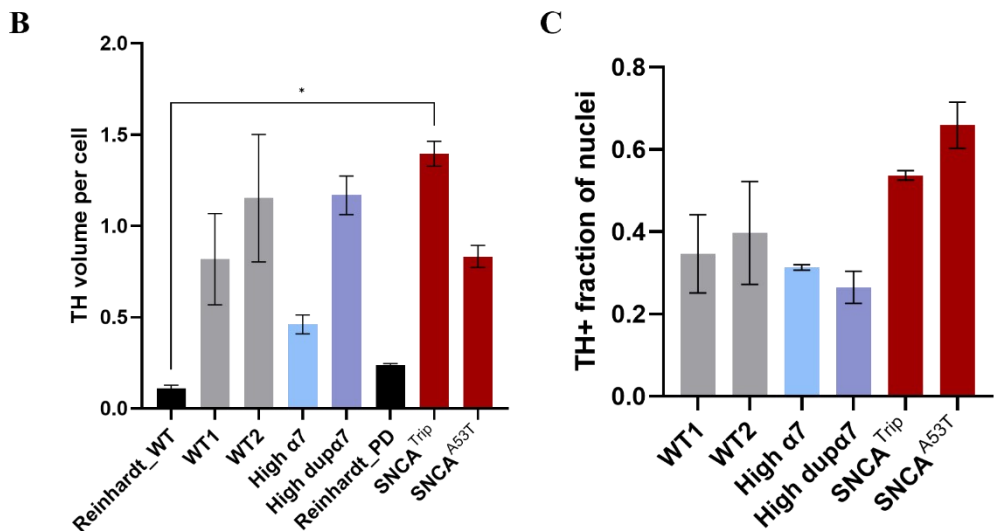 B
TH volume per cell
2.0
1.5
1.0
0.5
0.0
*
Reinhardt_WT
WT1
WT2
High α7
High dupα7
Reinhardt_PD
SNCA Trip
SNCA A53T
C
TH+ fraction of nuclei
0.8
0.6
0.4
0.2
0.0
WT1
WT2
High α7
High dupα7
SNCA Trip
SNCA A53T